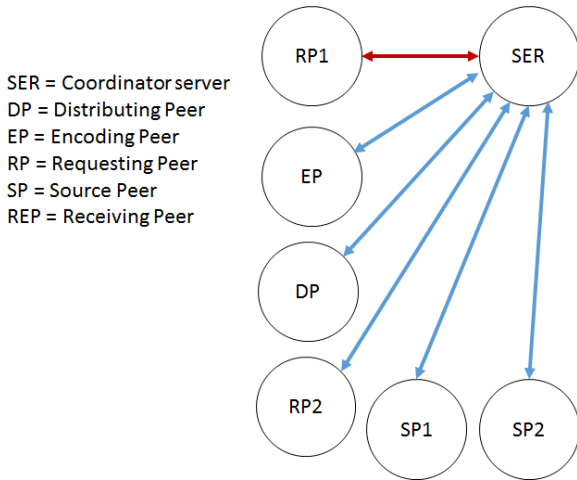 RP1
SER
SER = Coordinator server
DP = Distributing Peer
EP = Encoding Peer
RP = Requesting Peer
SP = Source Peer
REP = Receiving Peer
EP
DP
RP2
SP1
SP2